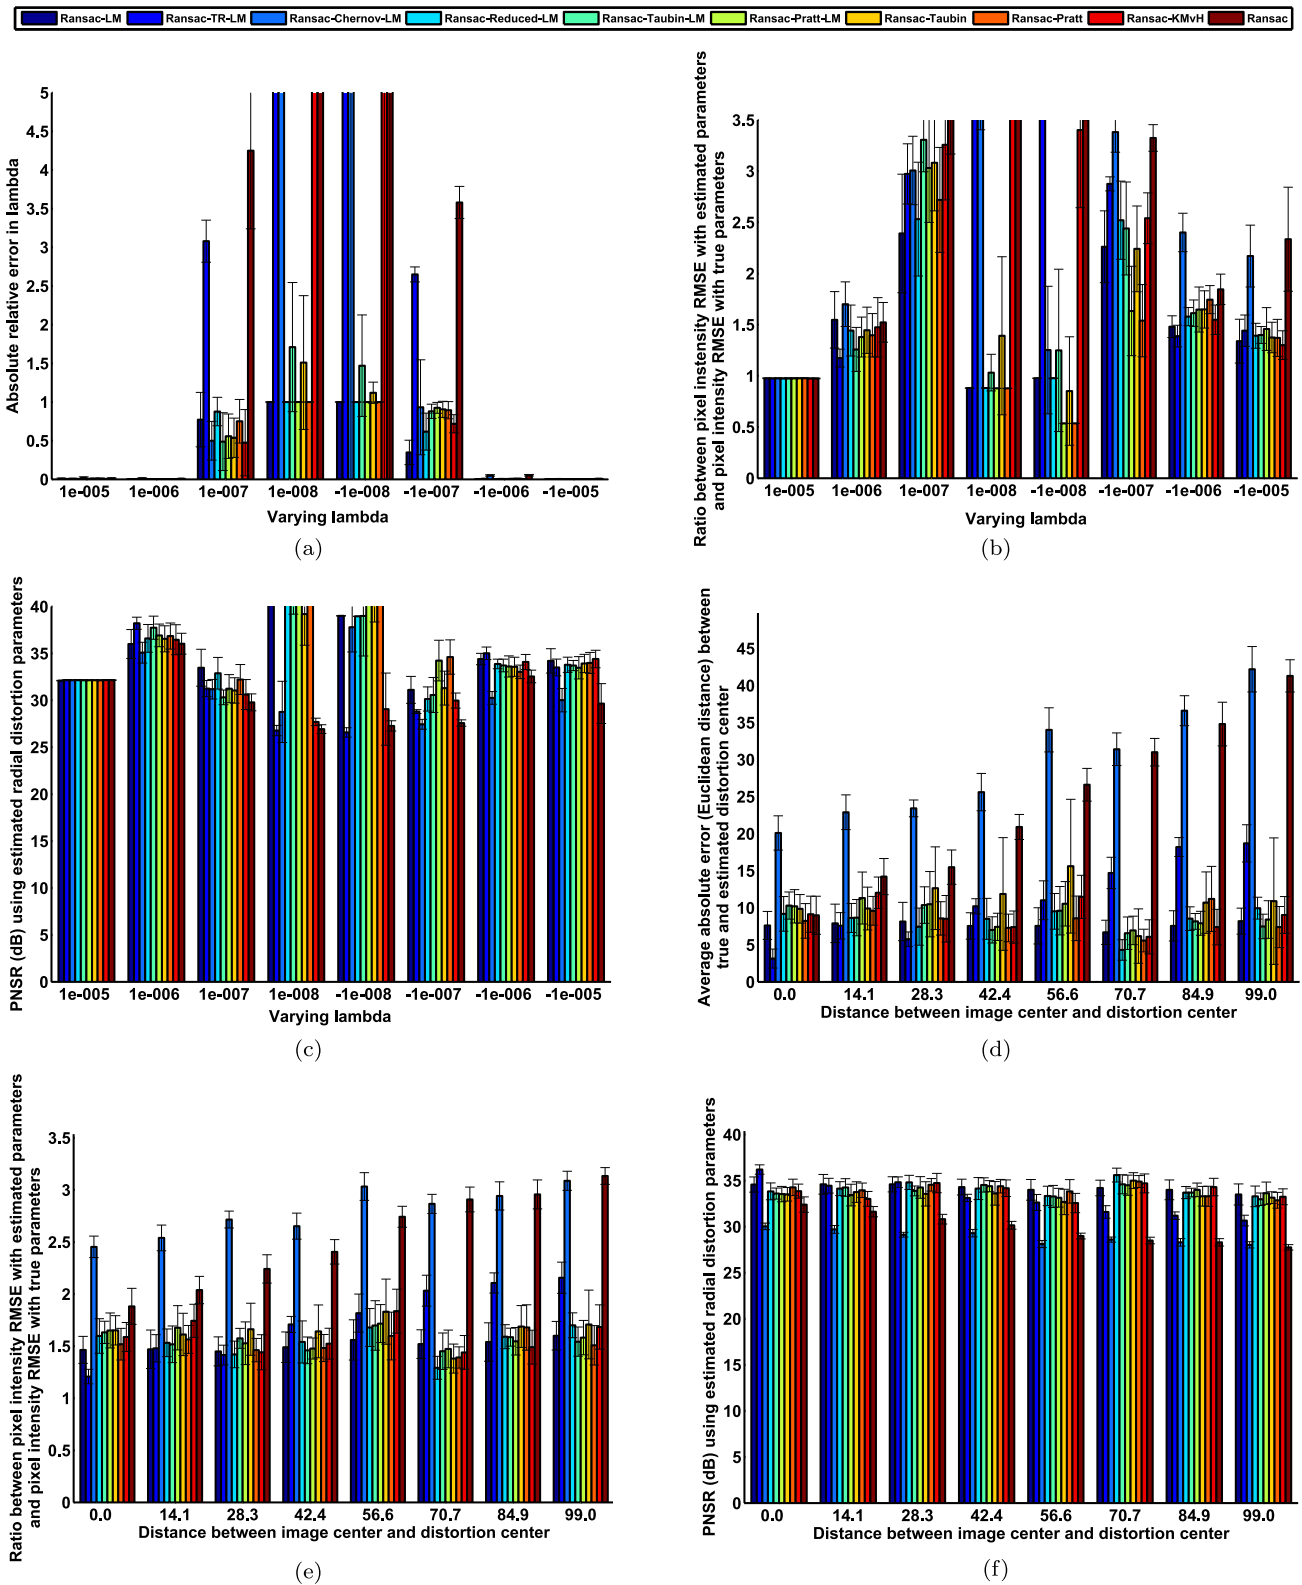 Ransac-LM Ransac-TR-LM Ransac-Chernov-LM Ransac-Reduced-LM Ransac-Taubin-LM Ransac-Pratt-LM Ransac-Taubin Ransac-Pratt Ransac-KMvH Ransac
Absolute relative error in lambda
5
4.5
4
3.5
3
2.5
2
1.5
1
0.5
0
1e-005 1e-006 1e-007 1e-008 -1e-008 -1e-007 -1e-006 -1e-005
Varying lambda
(a)
Ratio between pixel instensity RMSE with estimated parameters
and pixel intensity RMSE with true parameters
3.5
3
2.5
2
1.5
1
0.5
0
1e-005 1e-006 1e-007 1e-008 -1e-008 -1e-007 -1e-006 -1e-005
Varying lambda
(b)
PNSR (dB) using estimated radial distortion parameters
40
35
30
25
20
15
10
5
0
1e-005 1e-006 1e-007 1e-008 -1e-008 -1e-007 -1e-006 -1e-005
Varying lambda
(c)
Average absolute error (Euclidean distance) between
true and estimated distortion center
45
40
35
30
25
20
15
10
5
0
0.0 14.1 28.3 42.4 56.6 70.7 84.9 99.0
Distance between image center and distortion center
(d)
Ratio between pixel intensity RMSE with estimated parameters
and pixel intensity RMSE with true parameters
3.5
3
2.5
2
1.5
1
0.5
0
0.0 14.1 28.3 42.4 56.6 70.7 84.9 99.0
Distance between image center and distortion center
(e)
PNSR (dB) using estimated radial distortion parameters
40
35
30
25
20
15
10
5
0
0.0 14.1 28.3 42.4 56.6 70.7 84.9 99.0
Distance between image center and distortion center
(f)